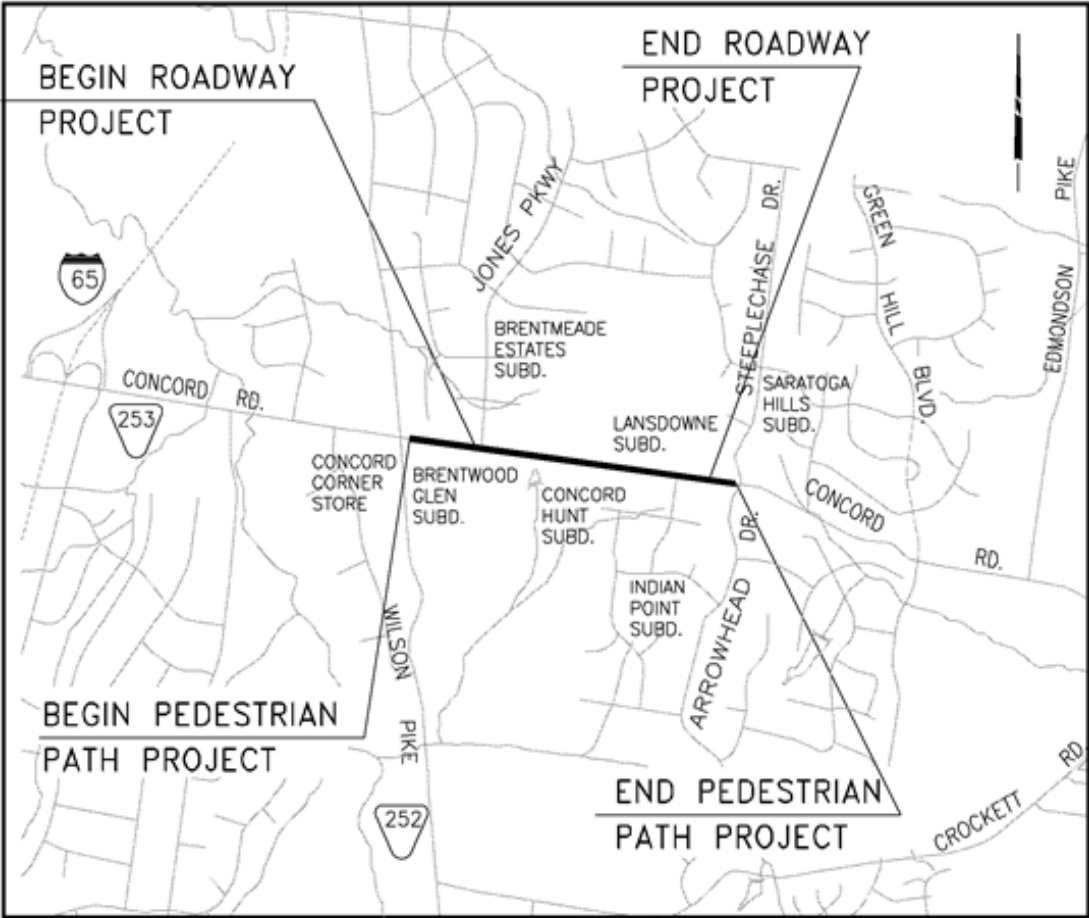 BEGIN ROADWAY
PROJECT
END ROADWAY
PROJECT
65
JONES PKWY
STEEPLECHASE DR.
GREEN HILL BLVD.
EDMONDSON PIKE
BRENTMEADE
ESTATES
SUBD.
CONCORD RD.
253
SARATOGA
HILLS
SUBD.
LANSDOWNE
SUBD.
CONCORD
CORNER
STORE
BRENTWOOD
GLEN
SUBD.
CONCORD
HUNT
SUBD.
CONCORD RD.
INDIAN
POINT
SUBD.
ARROWHEAD DR.
WILSON PIKE
252
BEGIN PEDESTRIAN
PATH PROJECT
END PEDESTRIAN
PATH PROJECT
CROCKETT RD.